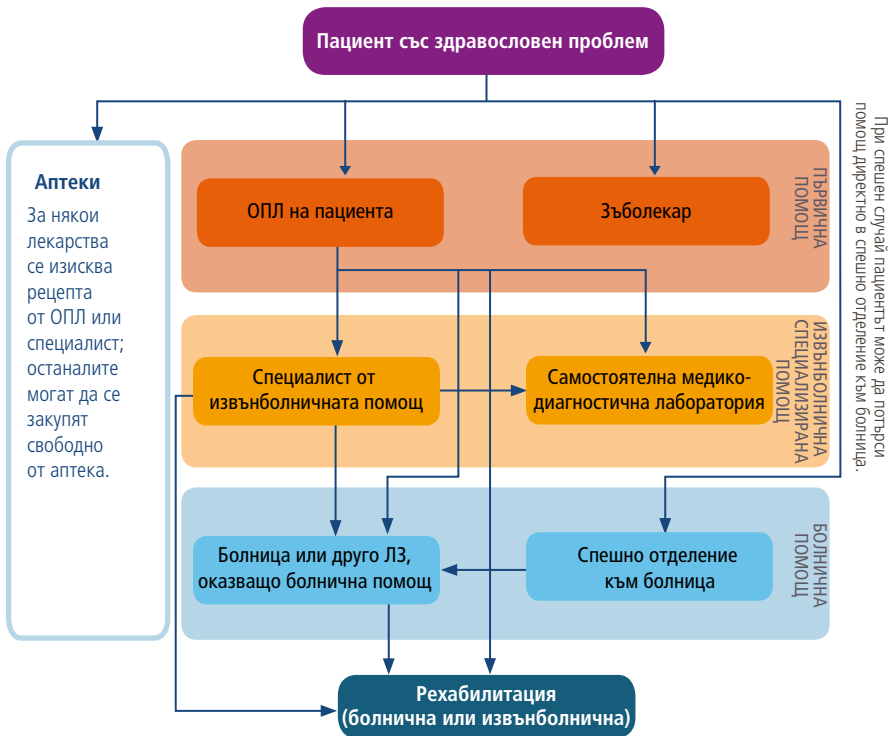 Пациент със здравословен проблем
При спешен случай пациентът може да потърси
помощ директно в спешно отделение към болница.
Аптеки
За някои
лекарства
се изисква
рецепта
от ОПЛ или
специалист;
останалите
могат да се
закупят
свободно
от аптека.
ПЪРВИЧНА
ПОМОЩ
ОПЛ на пациента
Зъболекар
ИЗВЪНБОЛНИЧНА
СПЕЦИАЛИЗИРАНА
ПОМОЩ
Специалист от
извънболничната помощ
Самостоятелна медико-
диагностична лаборатория
БОЛНИЧНА
ПОМОЩ
Болница или друго ЛЗ,
оказващо болнична помощ
Спешно отделение
към болница
Рехабилитация
(болнична или извънболнична)